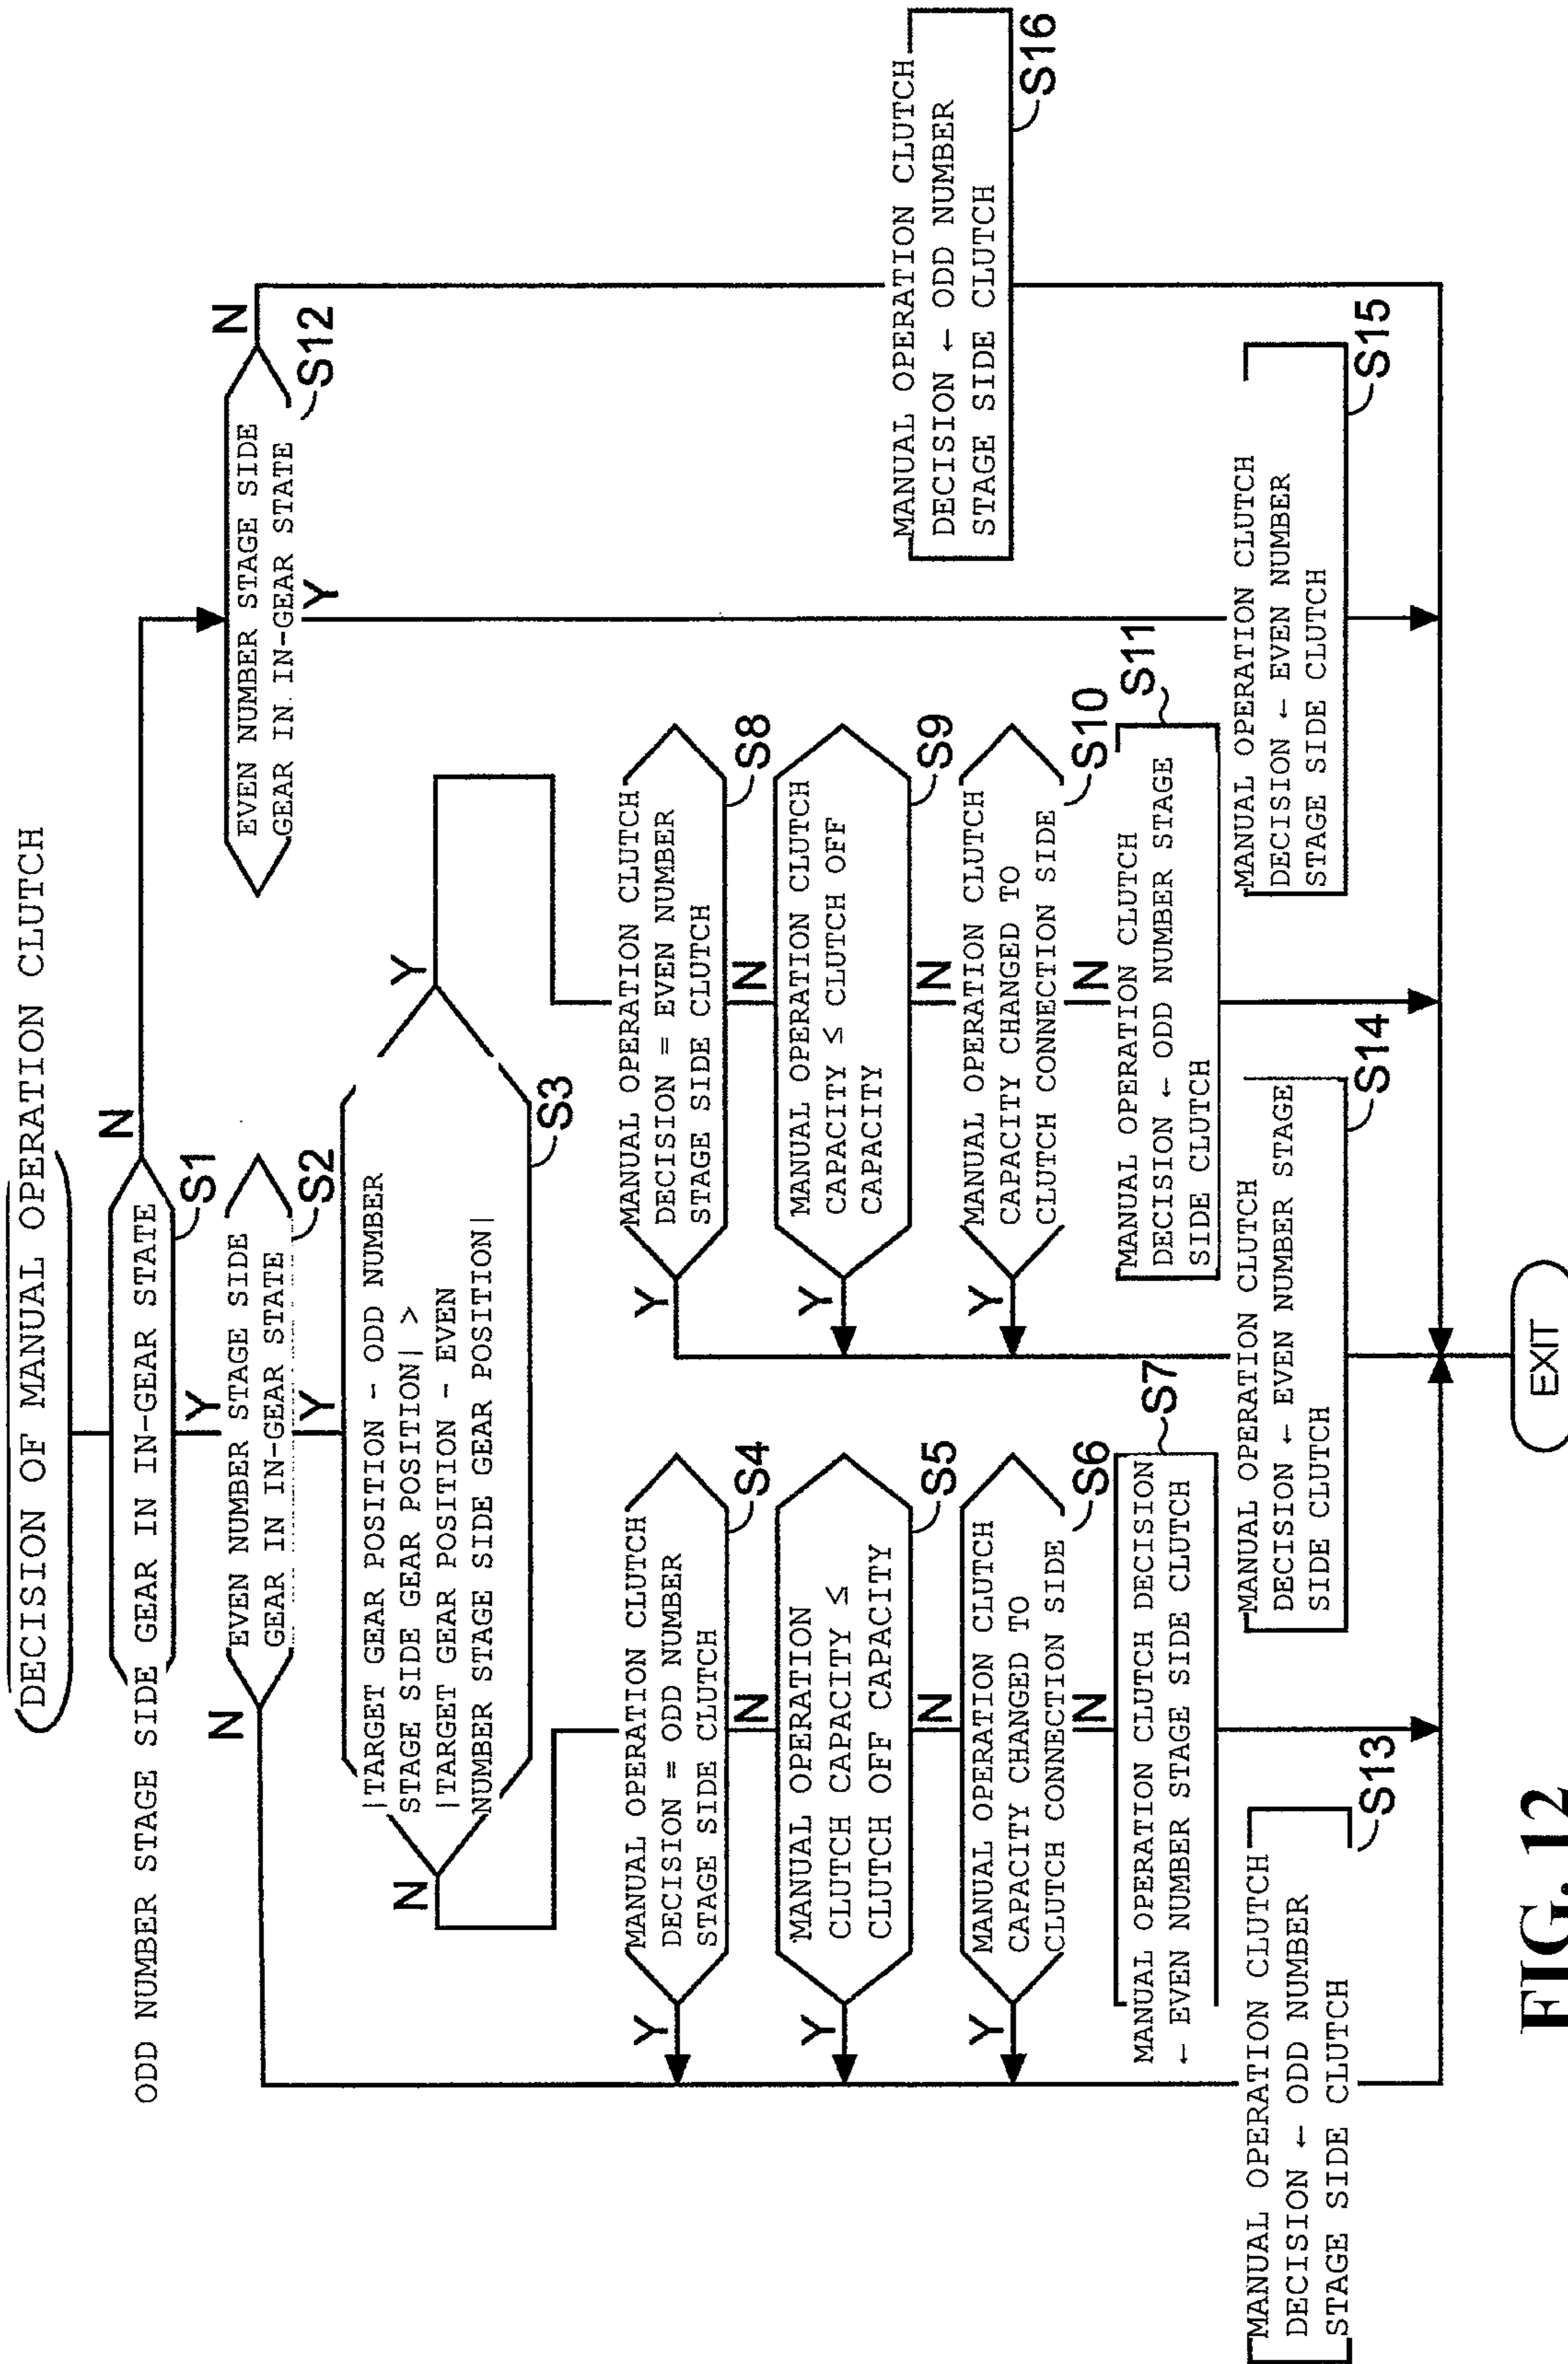 DECISION OF MANUAL OPERATION CLUTCH
ODD NUMBER STAGE SIDE GEAR IN IN-GEAR STATE
S1
N
Y
EVEN NUMBER STAGE SIDE
GEAR IN IN-GEAR STATE
S2
N
Y
|TARGET GEAR POSITION - ODD NUMBER
STAGE SIDE GEAR POSITION| >
|TARGET GEAR POSITION - EVEN
NUMBER STAGE SIDE GEAR POSITION|
S3
N
Y
MANUAL OPERATION CLUTCH
DECISION = ODD NUMBER
STAGE SIDE CLUTCH
S4
Y
N
MANUAL OPERATION
CLUTCH CAPACITY ≤
CLUTCH OFF CAPACITY
S5
Y
N
MANUAL OPERATION CLUTCH
CAPACITY CHANGED TO
CLUTCH CONNECTION SIDE
S6
Y
N
MANUAL OPERATION CLUTCH DECISION
← EVEN NUMBER STAGE SIDE CLUTCH
S7
MANUAL OPERATION CLUTCH
DECISION = EVEN NUMBER
STAGE SIDE CLUTCH
S8
Y
N
MANUAL OPERATION CLUTCH
CAPACITY ≤ CLUTCH OFF
CAPACITY
S9
Y
N
MANUAL OPERATION CLUTCH
CAPACITY CHANGED TO
CLUTCH CONNECTION SIDE
S10
Y
N
MANUAL OPERATION CLUTCH
DECISION ← ODD NUMBER STAGE
SIDE CLUTCH
S11
EVEN NUMBER STAGE SIDE
GEAR IN IN-GEAR STATE
S12
N
Y
MANUAL OPERATION CLUTCH
DECISION ← ODD NUMBER
STAGE SIDE CLUTCH
S13
MANUAL OPERATION CLUTCH
DECISION ← EVEN NUMBER STAGE
SIDE CLUTCH
S14
MANUAL OPERATION CLUTCH
DECISION ← EVEN NUMBER
STAGE SIDE CLUTCH
S15
MANUAL OPERATION CLUTCH
DECISION ← ODD NUMBER
STAGE SIDE CLUTCH
S16
EXIT
FIG. 12